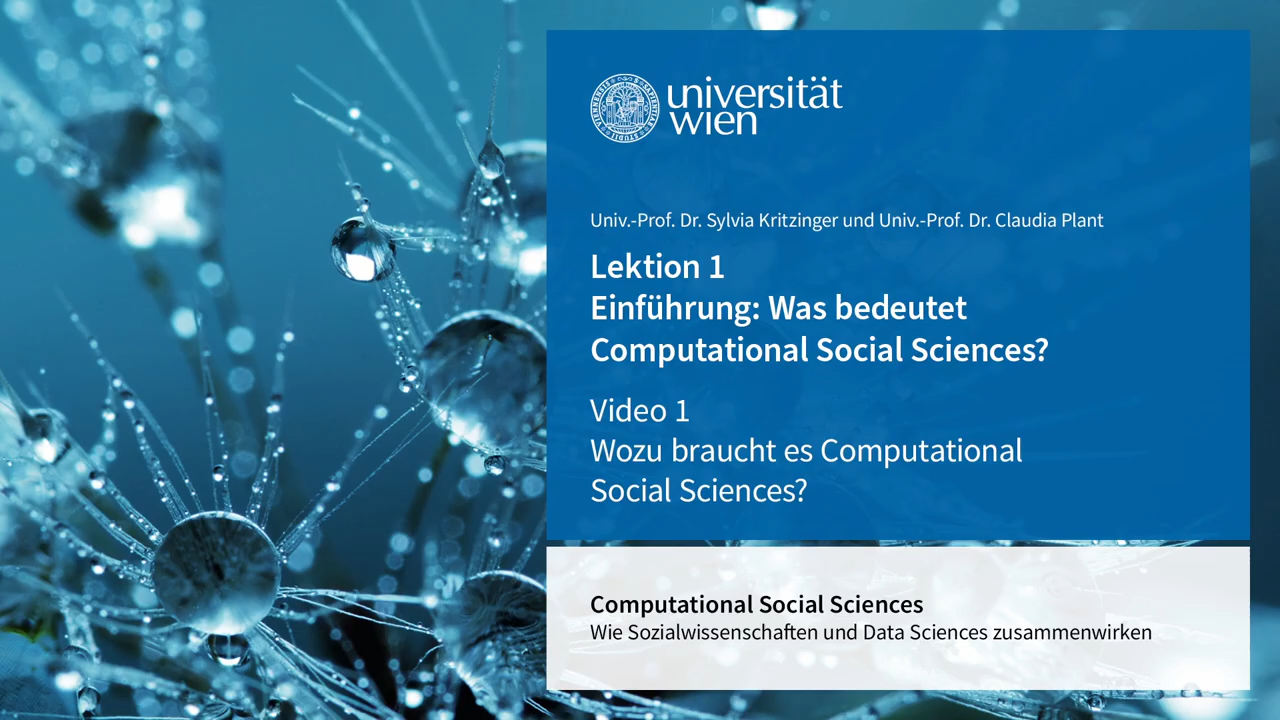 universität
wien
Univ.-Prof. Dr. Sylvia Kritzinger und Univ.-Prof. Dr. Claudia Plant
Lektion 1
Einführung: Was bedeutet
Computational Social Sciences?
Video 1
Wozu braucht es Computational
Social Sciences?
Computational Social Sciences
Wie Sozialwissenschaften und Data Sciences zusammenwirken